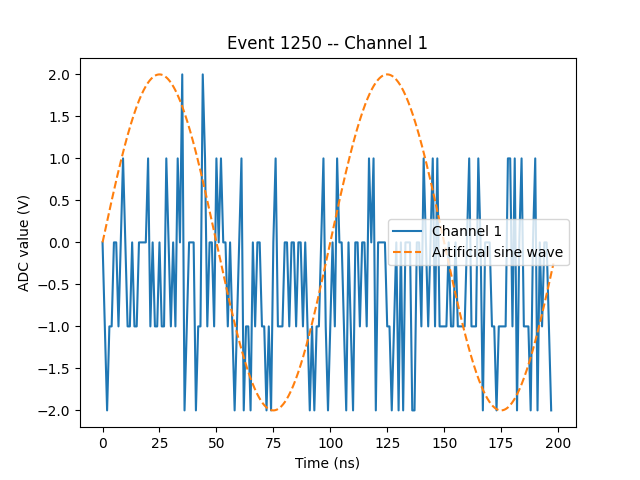 Event 1250 -- Channel 1
ADC value (V)
2.0
1.5
1.0
0.5
0.0
−0.5
−1.0
−1.5
−2.0
Channel 1
Artificial sine wave
0 25 50 75 100 125 150 175 200
Time (ns)